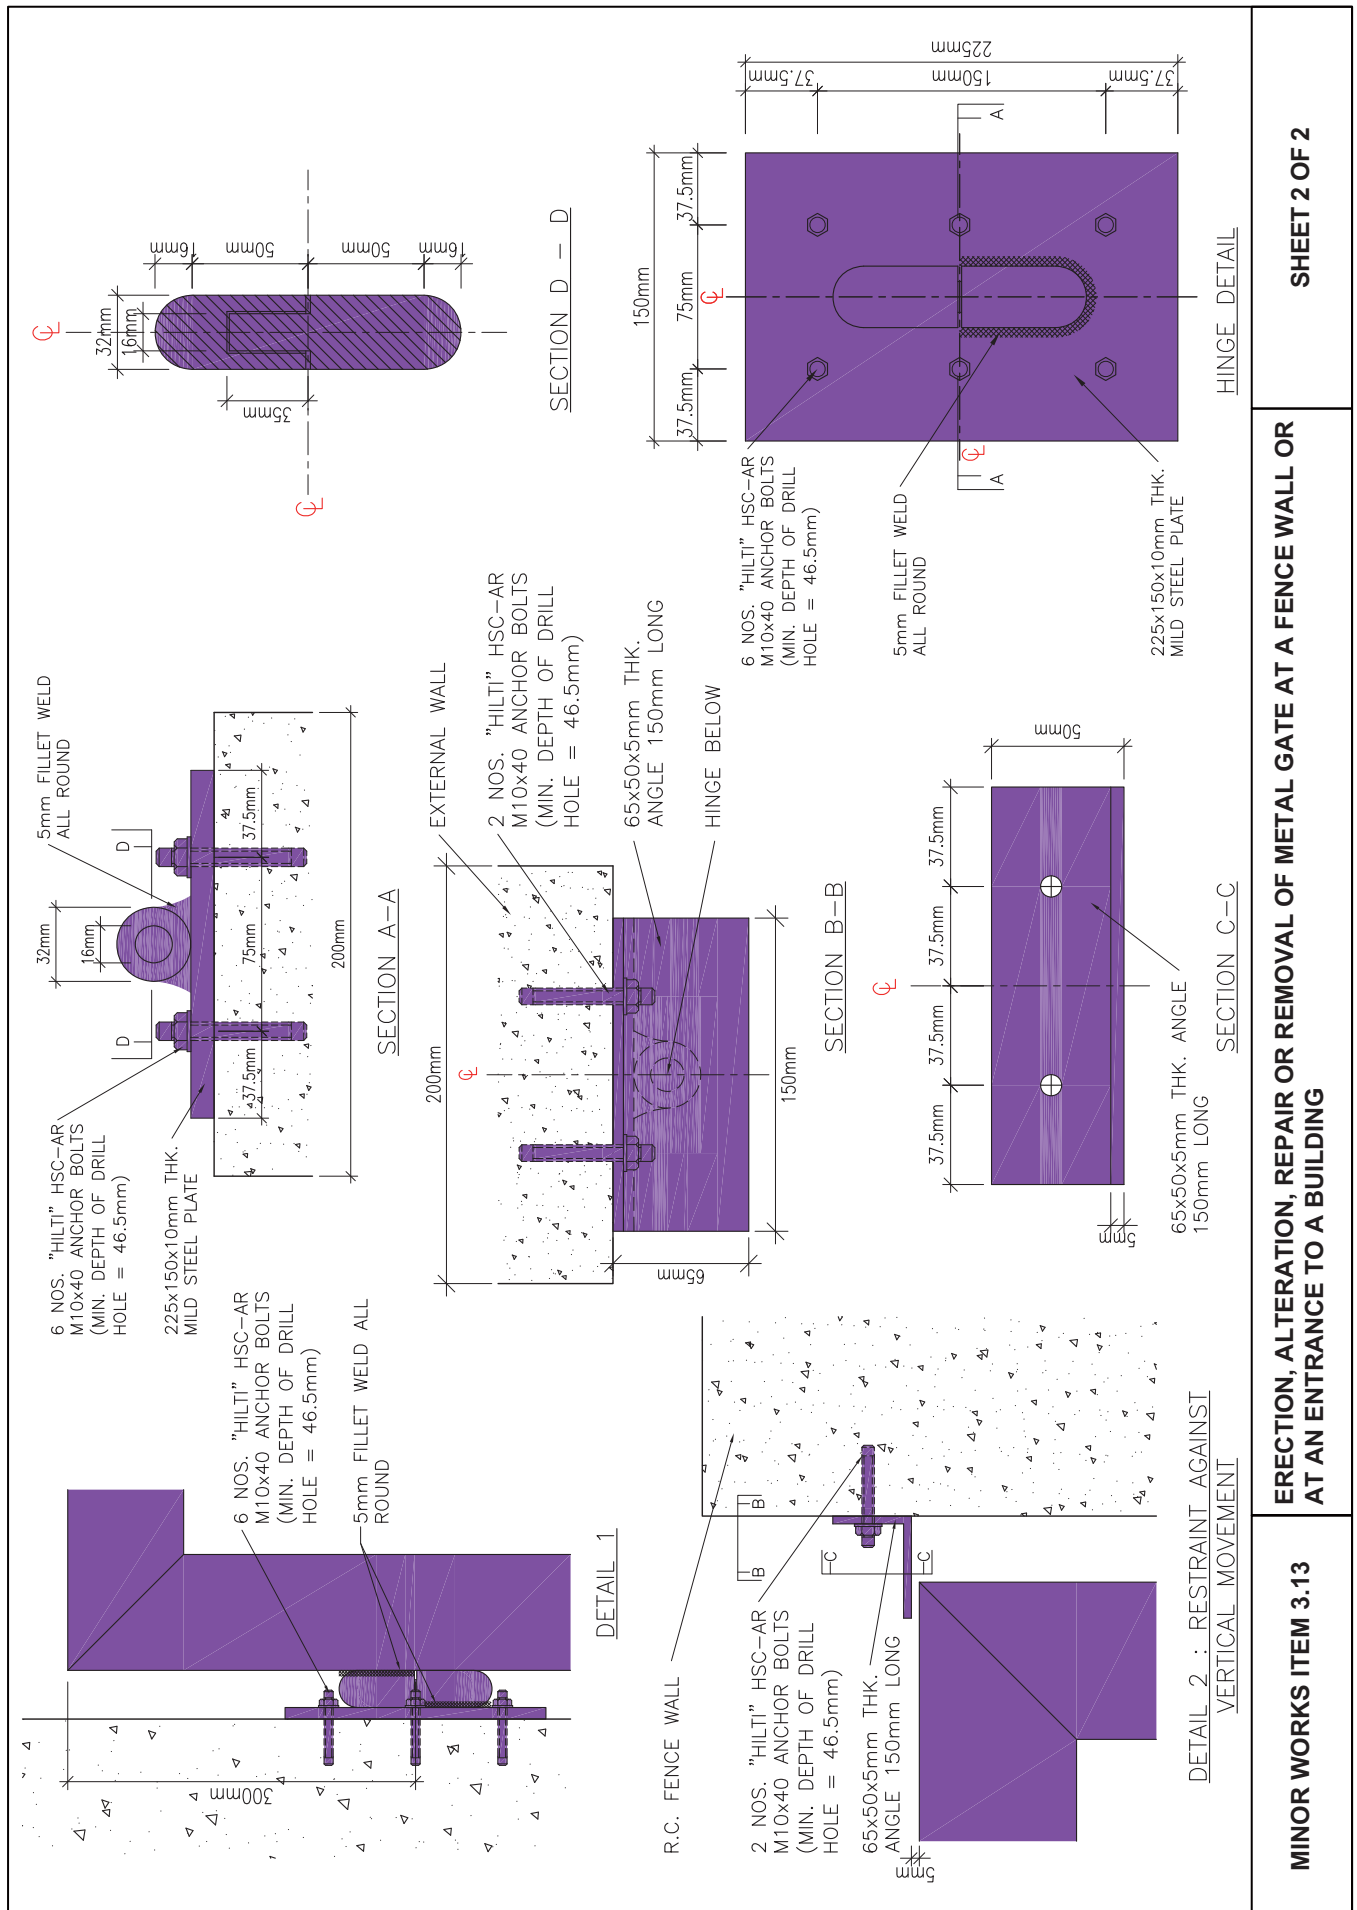 6 NOS. "HILTI" HSC-AR
M10x40 ANCHOR BOLTS
(MIN. DEPTH OF DRILL
HOLE = 46.5mm)
5mm FILLET WELD ALL
ROUND
300mm
DETAIL 1
6 NOS. "HILTI" HSC-AR
M10x40 ANCHOR BOLTS
(MIN. DEPTH OF DRILL
HOLE = 46.5mm)
225x150x10mm THK.
MILD STEEL PLATE
5mm FILLET WELD
ALL ROUND
32mm
16mm
D
D
37.5mm
75mm
37.5mm
200mm
SECTION A-A
℄
32mm
16mm
16mm
50mm
50mm
16mm
35mm
℄
SECTION D - D
200mm
℄
EXTERNAL WALL
2 NOS. "HILTI" HSC-AR
M10x40 ANCHOR BOLTS
(MIN. DEPTH OF DRILL
HOLE = 46.5mm)
65x50x5mm THK.
ANGLE 150mm LONG
HINGE BELOW
65mm
150mm
SECTION B-B
R.C. FENCE WALL
2 NOS. "HILTI" HSC-AR
M10x40 ANCHOR BOLTS
(MIN. DEPTH OF DRILL
HOLE = 46.5mm)
65x50x5mm THK.
ANGLE 150mm LONG
B
B
C
C
5mm
DETAIL 2 : RESTRAINT AGAINST
VERTICAL MOVEMENT
℄
37.5mm
37.5mm
37.5mm
37.5mm
50mm
5mm
65x50x5mm THK. ANGLE
150mm LONG
SECTION C-C
6 NOS. "HILTI" HSC-AR
M10x40 ANCHOR BOLTS
(MIN. DEPTH OF DRILL
HOLE = 46.5mm)
5mm FILLET WELD
ALL ROUND
225x150x10mm THK.
MILD STEEL PLATE
150mm
37.5mm
75mm
37.5mm
℄
℄
A
A
37.5mm
150mm
37.5mm
225mm
HINGE DETAIL
MINOR WORKS ITEM 3.13
ERECTION, ALTERATION, REPAIR OR REMOVAL OF METAL GATE AT A FENCE WALL OR
AT AN ENTRANCE TO A BUILDING
SHEET 2 OF 2